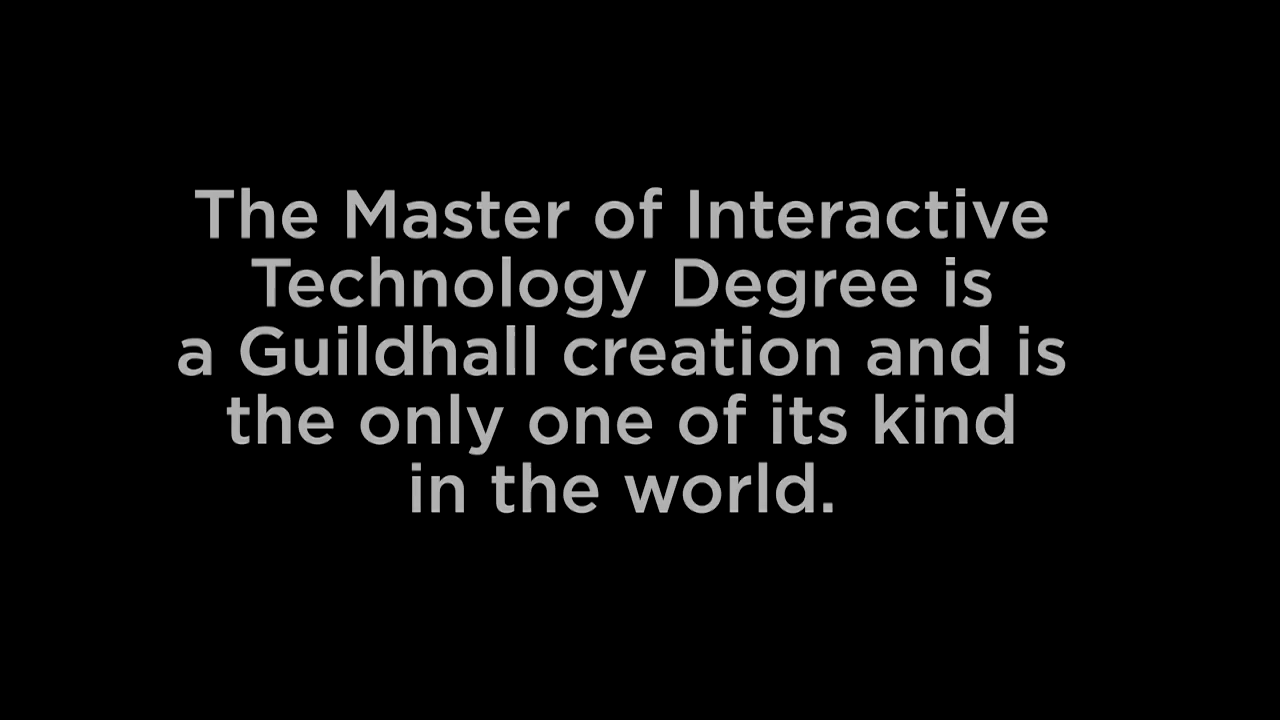 The Master of Interactive
Technology Degree is
a Guildhall creation and is
the only one of its kind
in the world.